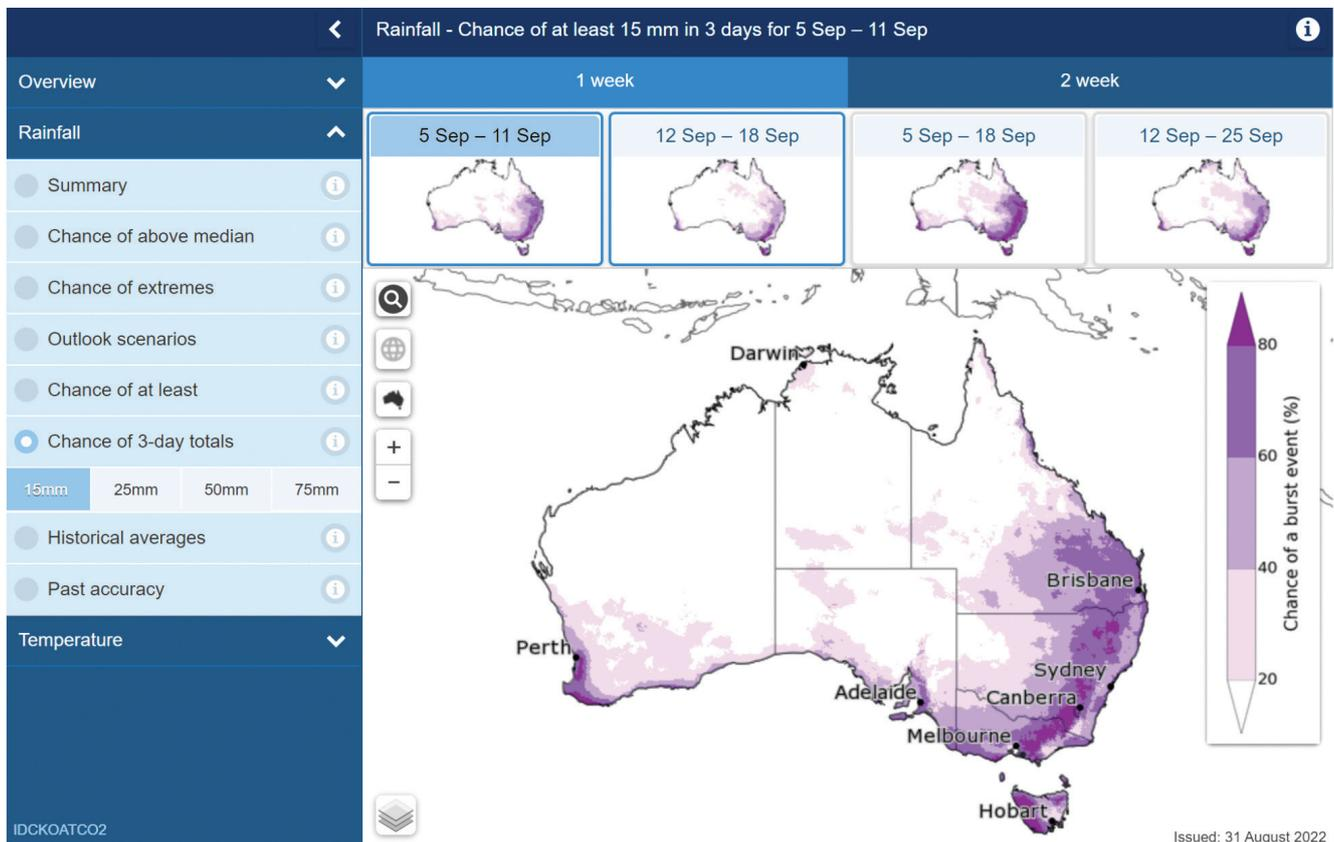 Rainfall - Chance of at least 15 mm in 3 days for 5 Sep – 11 Sep
Overview
1 week
2 week
Rainfall
5 Sep – 11 Sep
12 Sep – 18 Sep
5 Sep – 18 Sep
12 Sep – 25 Sep
Summary
Chance of above median
Chance of extremes
Outlook scenarios
Chance of at least
Chance of 3-day totals
15mm
25mm
50mm
75mm
Historical averages
Past accuracy
Temperature
IDCKOATCO2
Darwin
Brisbane
Perth
Sydney
Adelaide
Canberra
Melbourne
Hobart
80
60
40
20
Chance of a burst event (%)
Issued: 31 August 2022